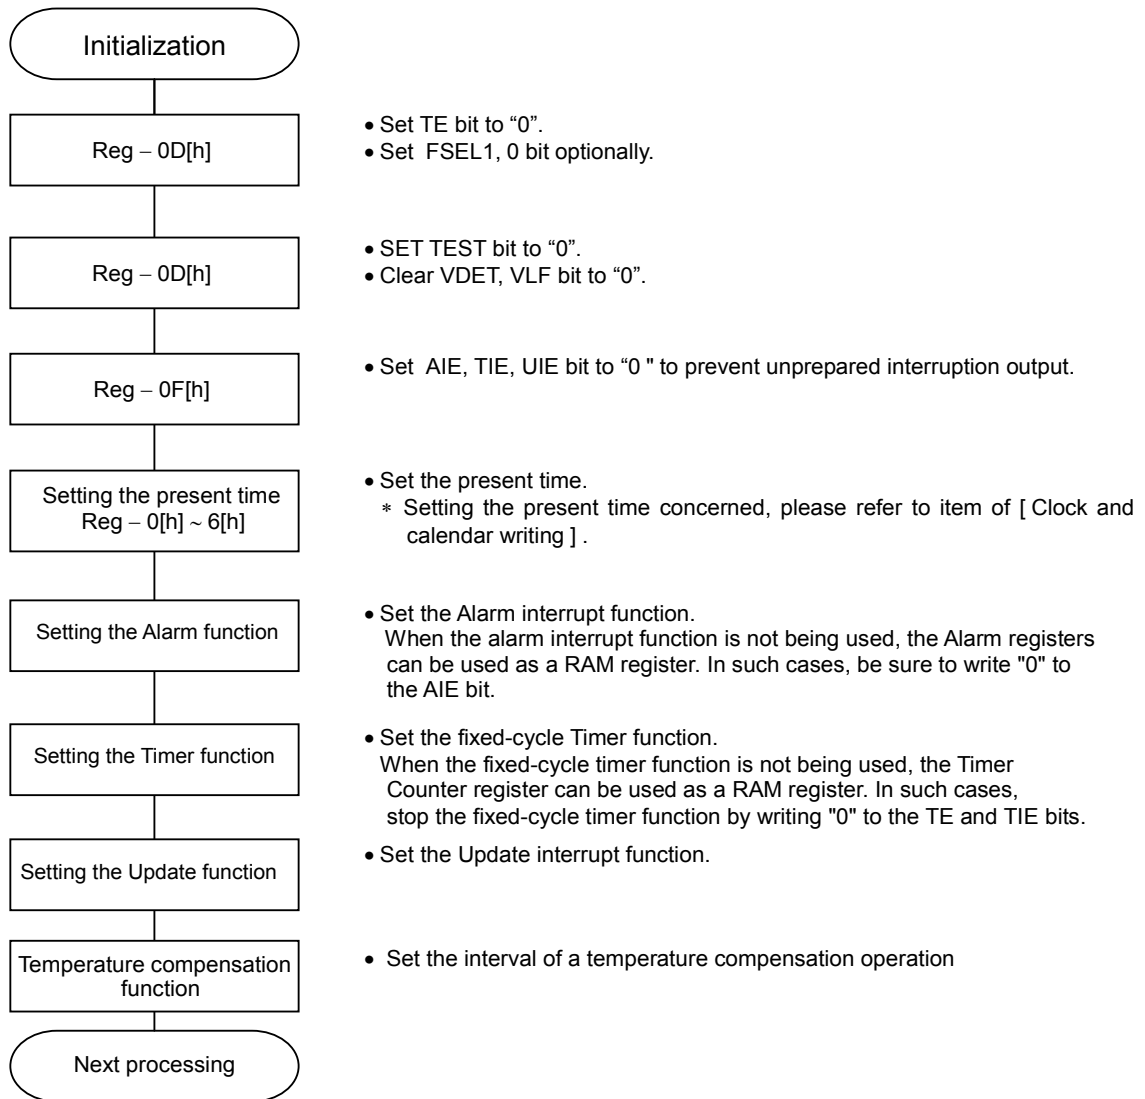 Initialization
Reg – 0D[h]
• Set TE bit to “0”.
• Set FSEL1, 0 bit optionally.
Reg – 0D[h]
• SET TEST bit to “0”.
• Clear VDET, VLF bit to “0”.
Reg – 0F[h]
• Set AIE, TIE, UIE bit to “0 " to prevent unprepared interruption output.
Setting the present time
Reg – 0[h] ~ 6[h]
• Set the present time.
* Setting the present time concerned, please refer to item of [ Clock and
calendar writing ] .
Setting the Alarm function
• Set the Alarm interrupt function.
When the alarm interrupt function is not being used, the Alarm registers
can be used as a RAM register. In such cases, be sure to write "0" to
the AIE bit.
Setting the Timer function
• Set the fixed-cycle Timer function.
When the fixed-cycle timer function is not being used, the Timer
Counter register can be used as a RAM register. In such cases,
stop the fixed-cycle timer function by writing "0" to the TE and TIE bits.
Setting the Update function
• Set the Update interrupt function.
Temperature compensation
function
• Set the interval of a temperature compensation operation
Next processing